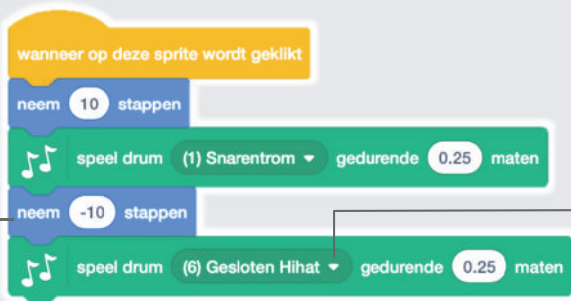 wanneer op deze sprite wordt geklikt
neem 10 stappen
speel drum (1) Snarentrom gedurende 0.25 maten
neem -10 stappen
speel drum (6) Gesloten Hihat gedurende 0.25 maten